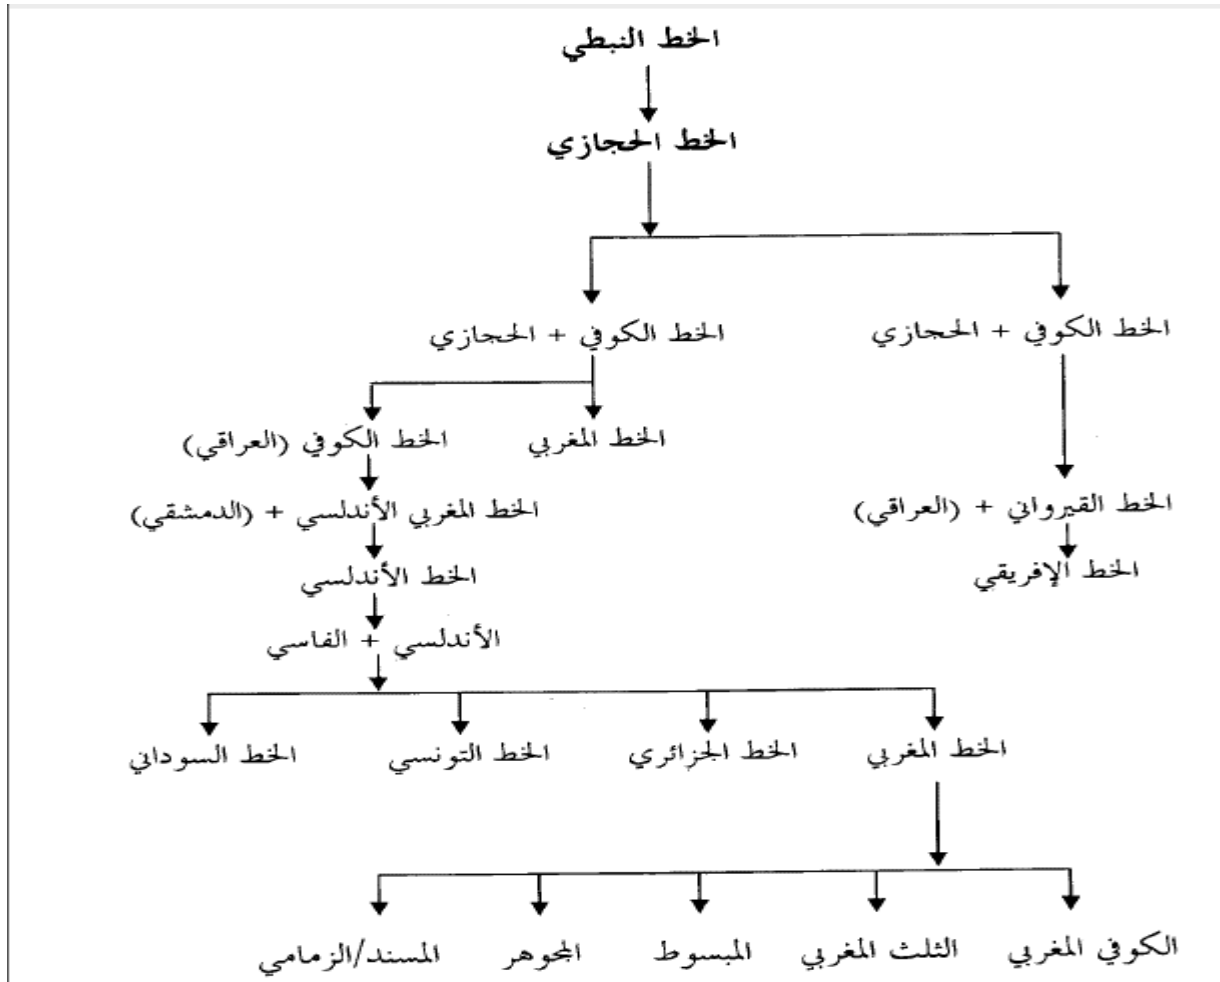 الخط النبطي
الخط الحجازي
الخط الكوفي + الحجازي
الخط الكوفي + الحجازي
الخط المغربي
الخط الكوفي (العراقي)
الخط القيرواني + (العراقي)
الخط المغربي الأندلسي + (الدمشقي)
الخط الإفريقي
الخط الأندلسي
الأندلسي + الفاسي
الخط المغربي
الخط الجزائري
الخط التونسي
الخط السوداني
الكوفي المغربي
الثلث المغربي
المبسوط
المجوهر
المسند/الزمامي